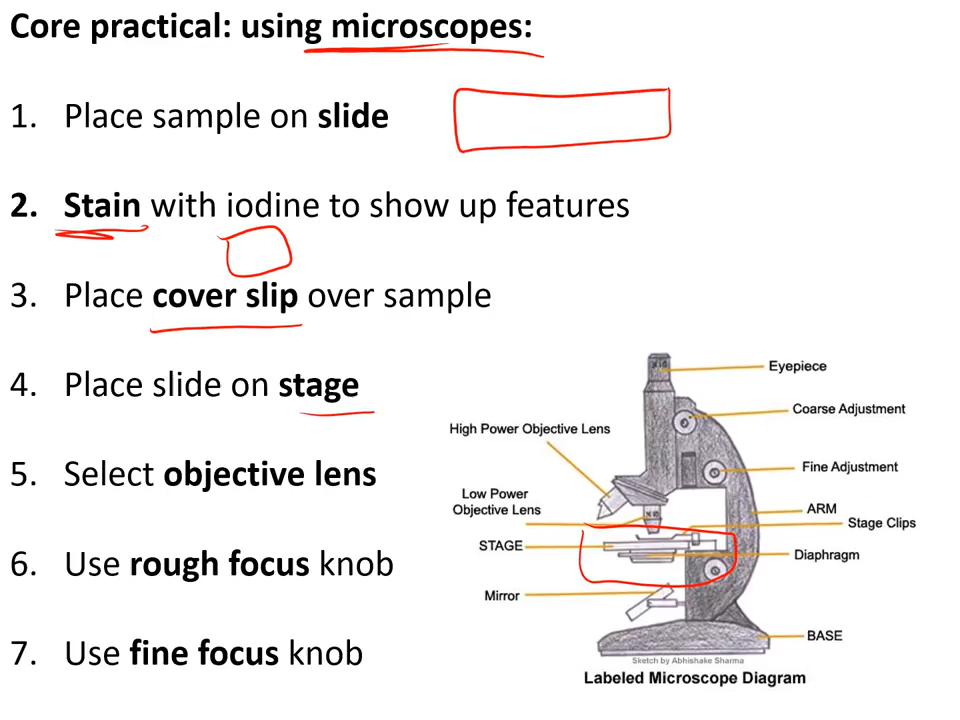 Core practical: using microscopes:
1. Place sample on slide
2. Stain with iodine to show up features
3. Place cover slip over sample
4. Place slide on stage
5. Select objective lens
6. Use rough focus knob
7. Use fine focus knob
Eyepiece
Coarse Adjustment
High Power Objective Lens
Fine Adjustment
Low Power
Objective Lens
ARM
Stage Clips
STAGE
Diaphragm
Mirror
BASE
Sketch by Abhishake Sharma
Labeled Microscope Diagram